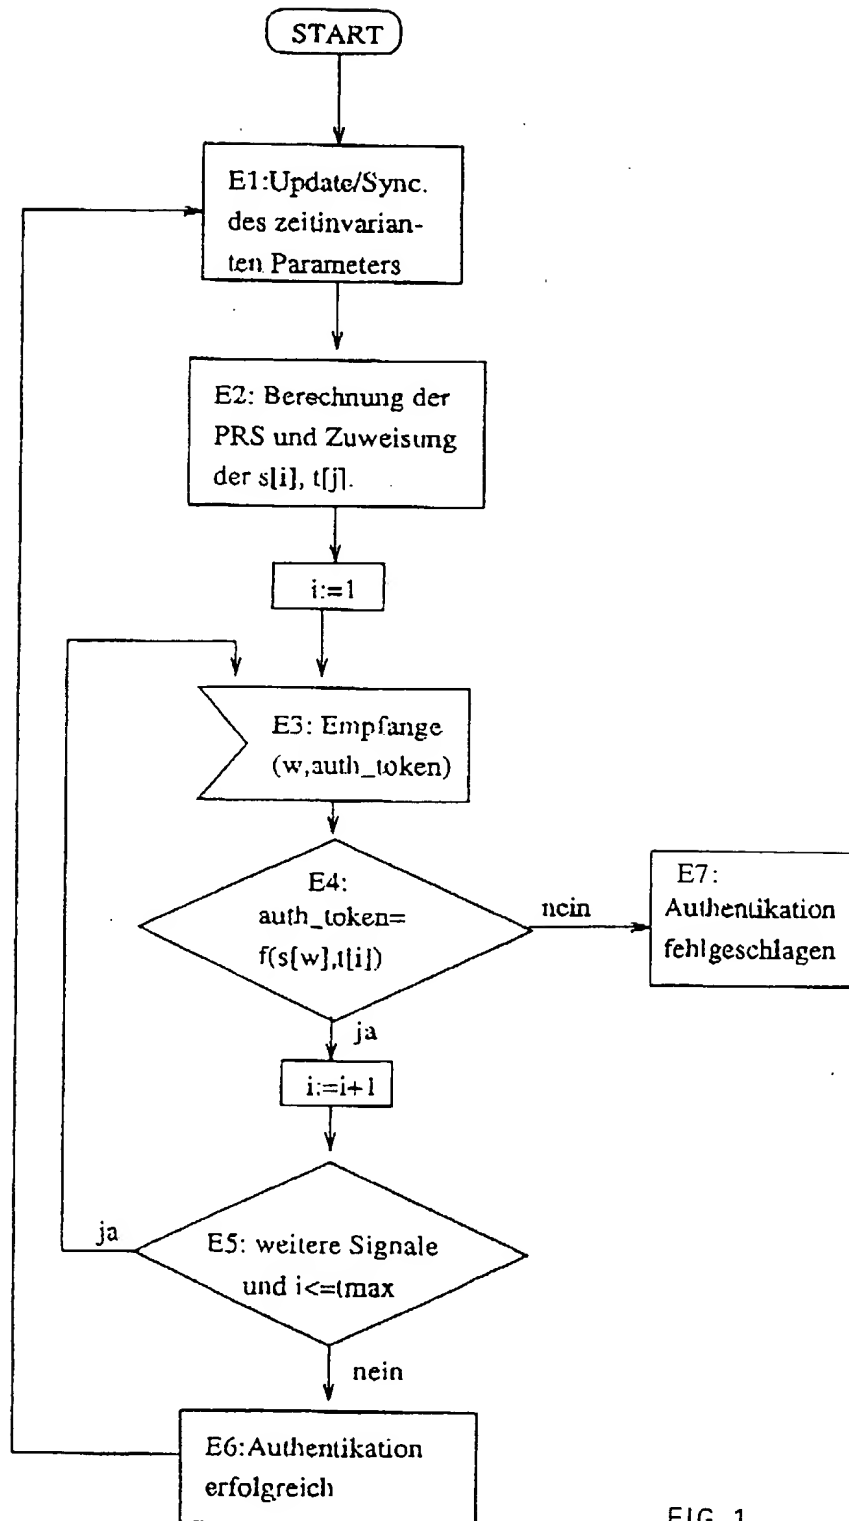 START
E1:Update/Sync.
des zeitinvarian-
ten Parameters
E2: Berechnung der
PRS und Zuweisung
der s[i], t[j].
i:=1
E3: Empfange
(w,auth_token)
E4:
auth_token=
f(s[w],t[i])
nein
E7:
Authentikation
fehlgeschlagen
ja
i:=i+1
ja
E5: weitere Signale
und i<=tmax
nein
E6:Authentikation
erfolgreich
FIG. 1